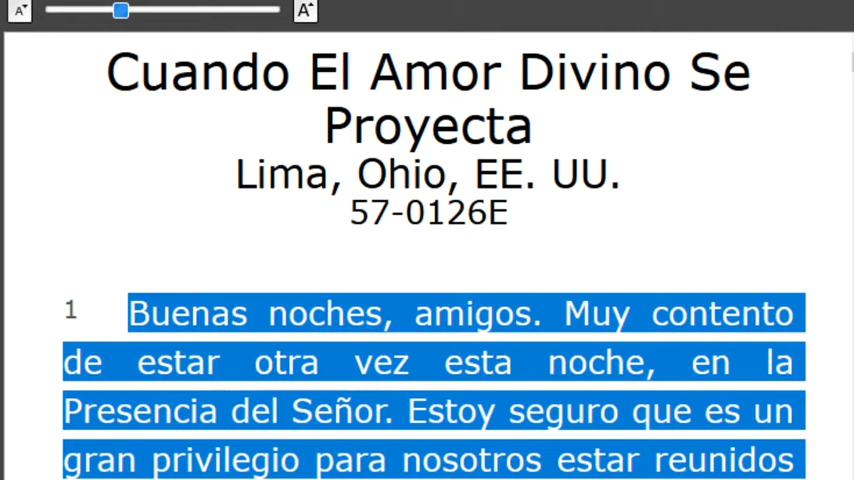 A A
Cuando El Amor Divino Se
Proyecta
Lima, Ohio, EE. UU.
57-0126E
1 Buenas noches, amigos. Muy contento
de estar otra vez esta noche, en la
Presencia del Señor. Estoy seguro que es un
gran privilegio para nosotros estar reunidos